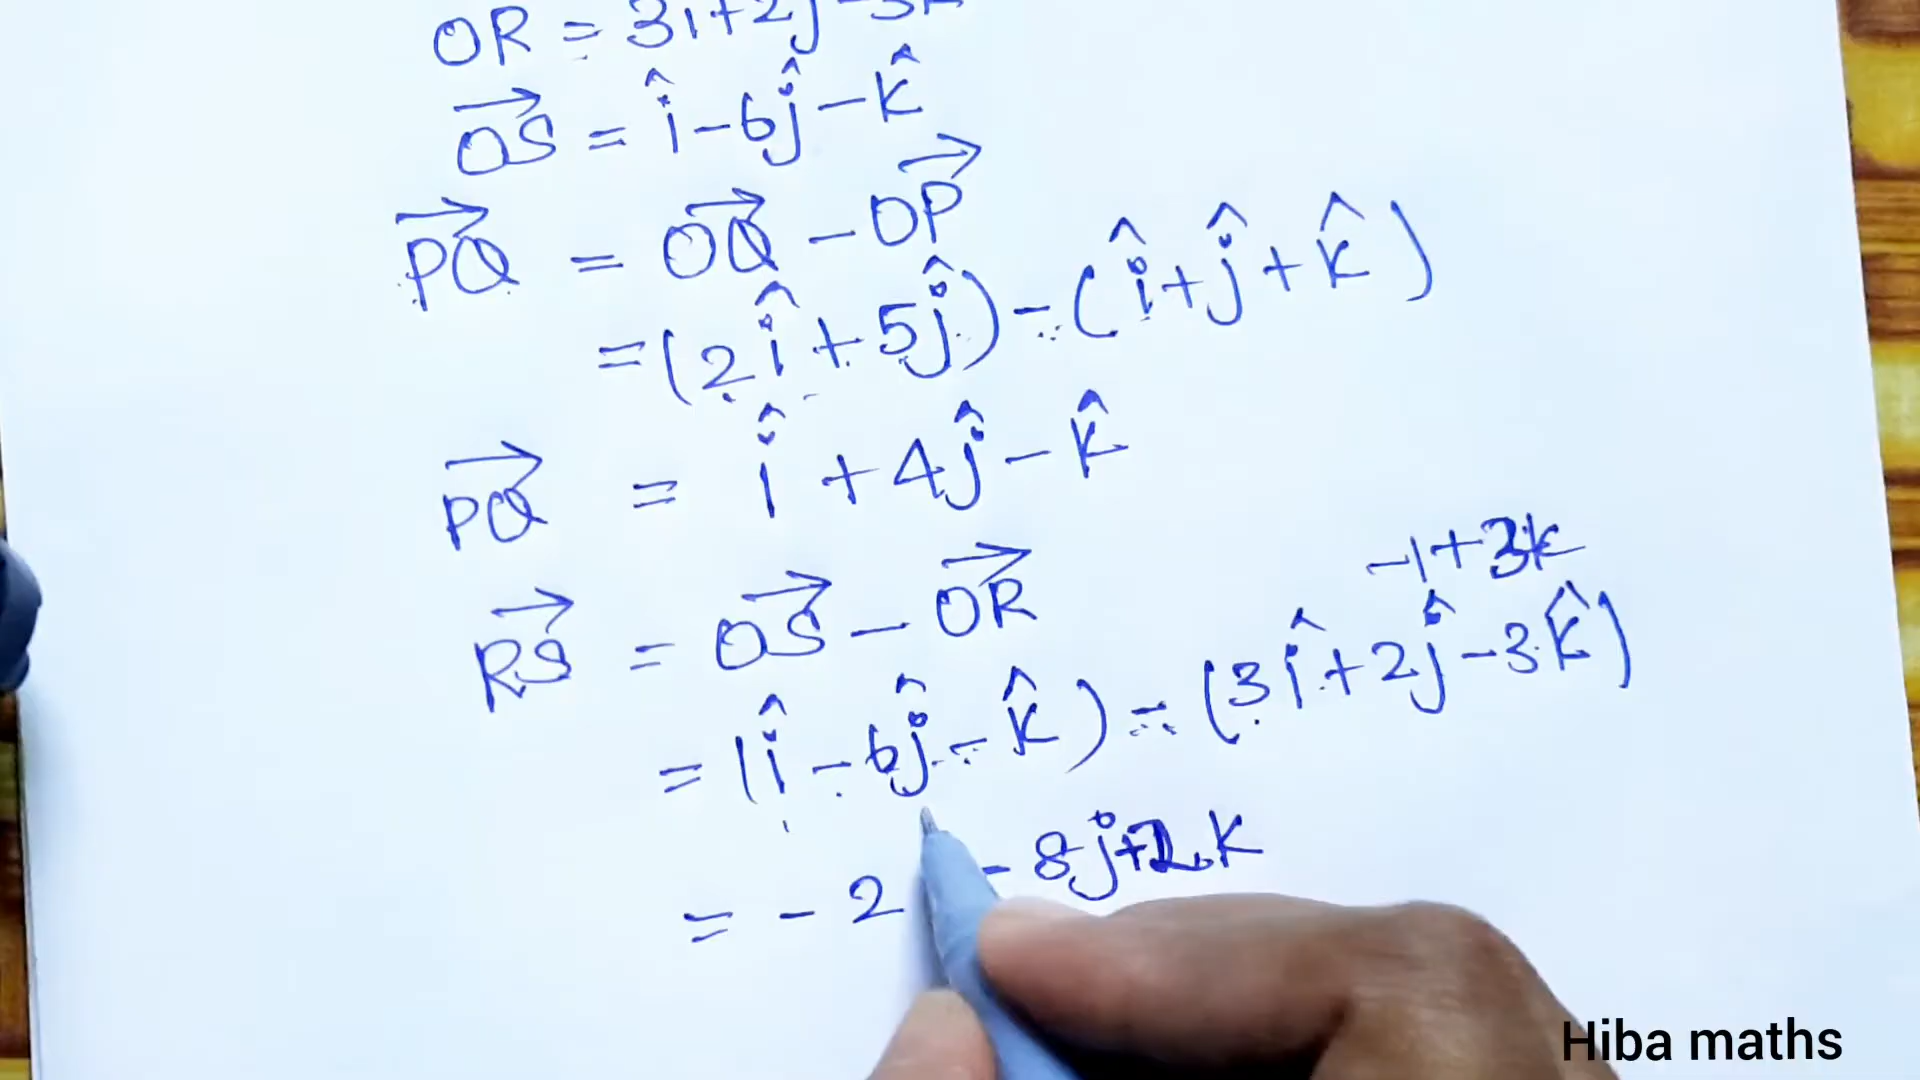 OR = 3i+2j-3k
OS = î-6ĵ-k̂
PQ = OQ - OP
=(2î+5ĵ)-(î+ĵ+k̂)
PQ = î+4ĵ-k̂
RS = OS - OR
-1+3k
=(î-6ĵ-k̂)-(3î+2ĵ-3k̂)
= -2 - 8j+2k
Hiba maths